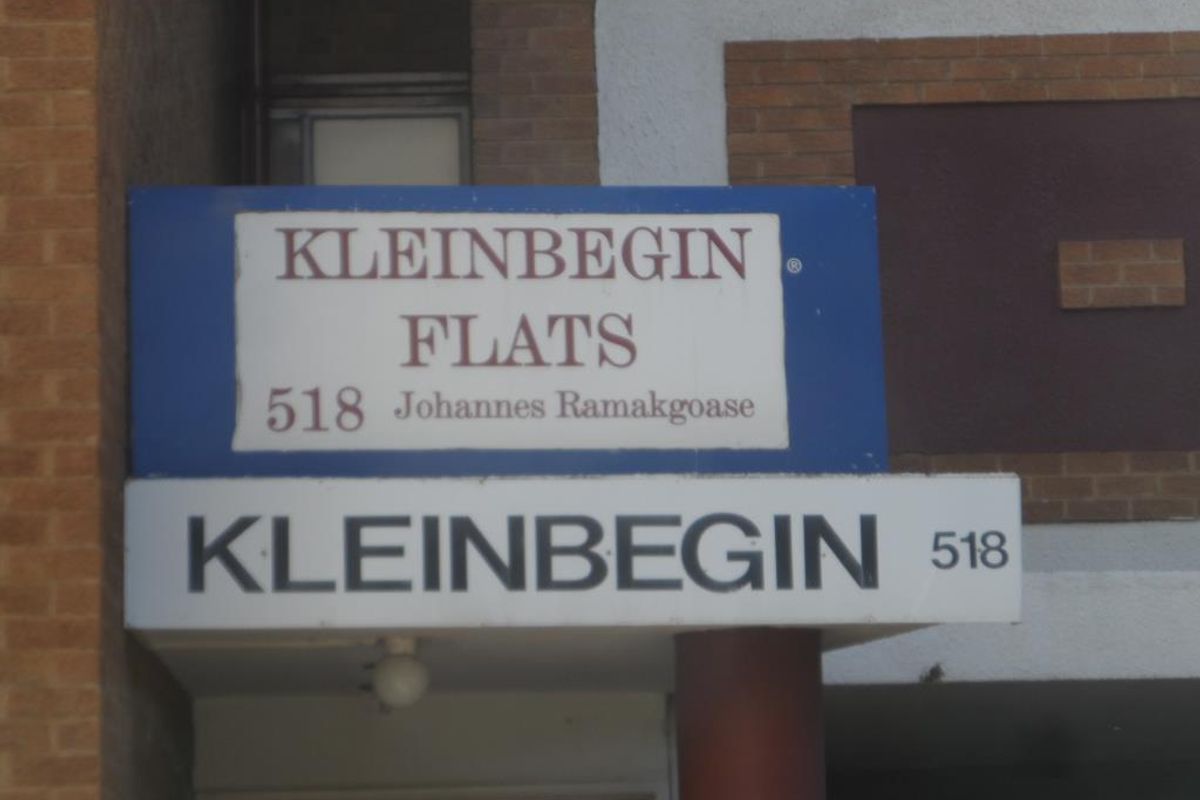 KLEINBEGIN ®
FLATS
518 Johannes Ramakgoase
KLEINBEGIN 518